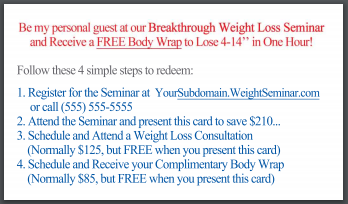 Be my personal guest at our Breakthrough Weight Loss Seminar
and Receive a FREE Body Wrap to Lose 4-14’’ in One Hour!
Follow these 4 simple steps to redeem:
1. Register for the Seminar at YourSubdomain.WeightSeminar.com
or call (555) 555-5555
2. Attend the Seminar and present this card to save $210...
3. Schedule and Attend a Weight Loss Consultation
(Normally $125, but FREE when you present this card)
4. Schedule and Receive your Complimentary Body Wrap
(Normally $85, but FREE when you present this card)